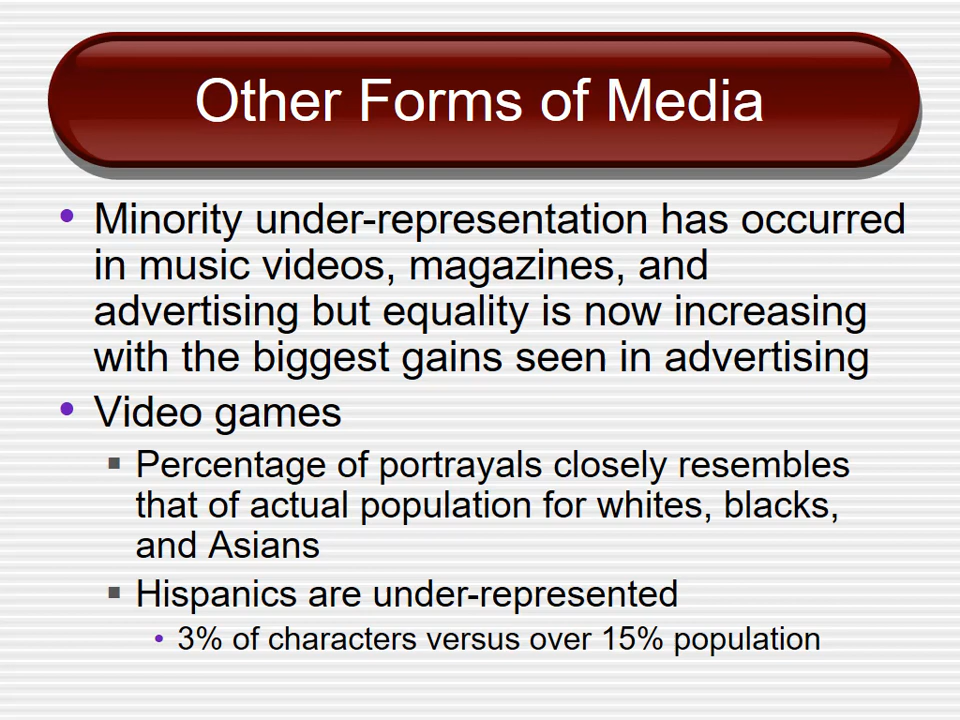 Other Forms of Media
• Minority under-representation has occurred
in music videos, magazines, and
advertising but equality is now increasing
with the biggest gains seen in advertising
• Video games
▪ Percentage of portrayals closely resembles
that of actual population for whites, blacks,
and Asians
▪ Hispanics are under-represented
• 3% of characters versus over 15% population